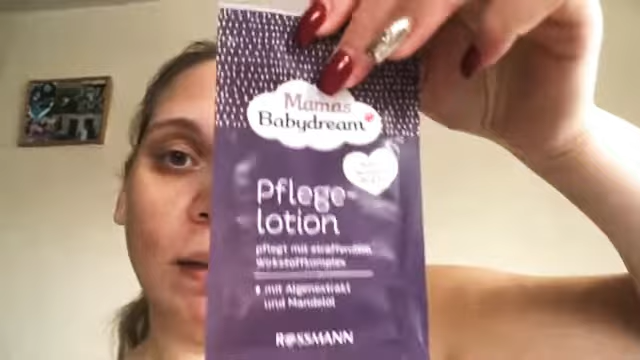 Mamas
Babydream
Pflege-
lotion
pflegt mit straffendem
Wirkstoffkomplex
mit Algenextrakt
und Mandelöl
ROSSMANN